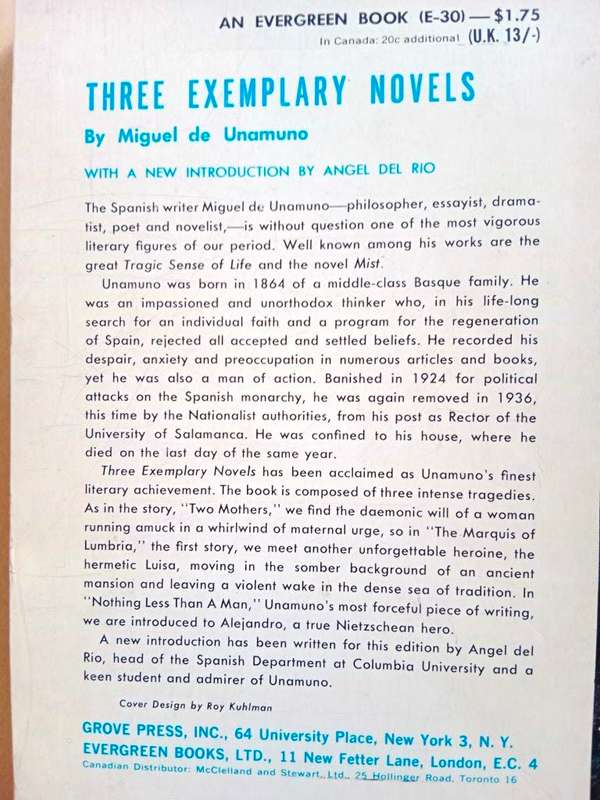 AN EVERGREEN BOOK (E-30) — $1.75
In Canada: 20c additional (U.K. 13/-)
THREE EXEMPLARY NOVELS
By Miguel de Unamuno
WITH A NEW INTRODUCTION BY ANGEL DEL RIO
The Spanish writer Miguel de Unamuno—philosopher, essayist, drama-
tist, poet and novelist,—is without question one of the most vigorous
literary figures of our period. Well known among his works are the
great Tragic Sense of Life and the novel Mist.
Unamuno was born in 1864 of a middle-class Basque family. He
was an impassioned and unorthodox thinker who, in his life-long
search for an individual faith and a program for the regeneration
of Spain, rejected all accepted and settled beliefs. He recorded his
despair, anxiety and preoccupation in numerous articles and books,
yet he was also a man of action. Banished in 1924 for political
attacks on the Spanish monarchy, he was again removed in 1936,
this time by the Nationalist authorities, from his post as Rector of the
University of Salamanca. He was confined to his house, where he
died on the last day of the same year.
Three Exemplary Novels has been acclaimed as Unamuno's finest
literary achievement. The book is composed of three intense tragedies.
As in the story, "Two Mothers," we find the daemonic will of a woman
running amuck in a whirlwind of maternal urge, so in "The Marquis of
Lumbria," the first story, we meet another unforgettable heroine, the
hermetic Luisa, moving in the somber background of an ancient
mansion and leaving a violent wake in the dense sea of tradition. In
"Nothing Less Than A Man," Unamuno's most forceful piece of writing,
we are introduced to Alejandro, a true Nietzschean hero.
A new introduction has been written for this edition by Angel del
Rio, head of the Spanish Department at Columbia University and a
keen student and admirer of Unamuno.
Cover Design by Roy Kuhlman
GROVE PRESS, INC., 64 University Place, New York 3, N. Y.
EVERGREEN BOOKS, LTD., 11 New Fetter Lane, London, E.C. 4
Canadian Distributor: McClelland and Stewart, Ltd., 25 Hollinger Road, Toronto 16